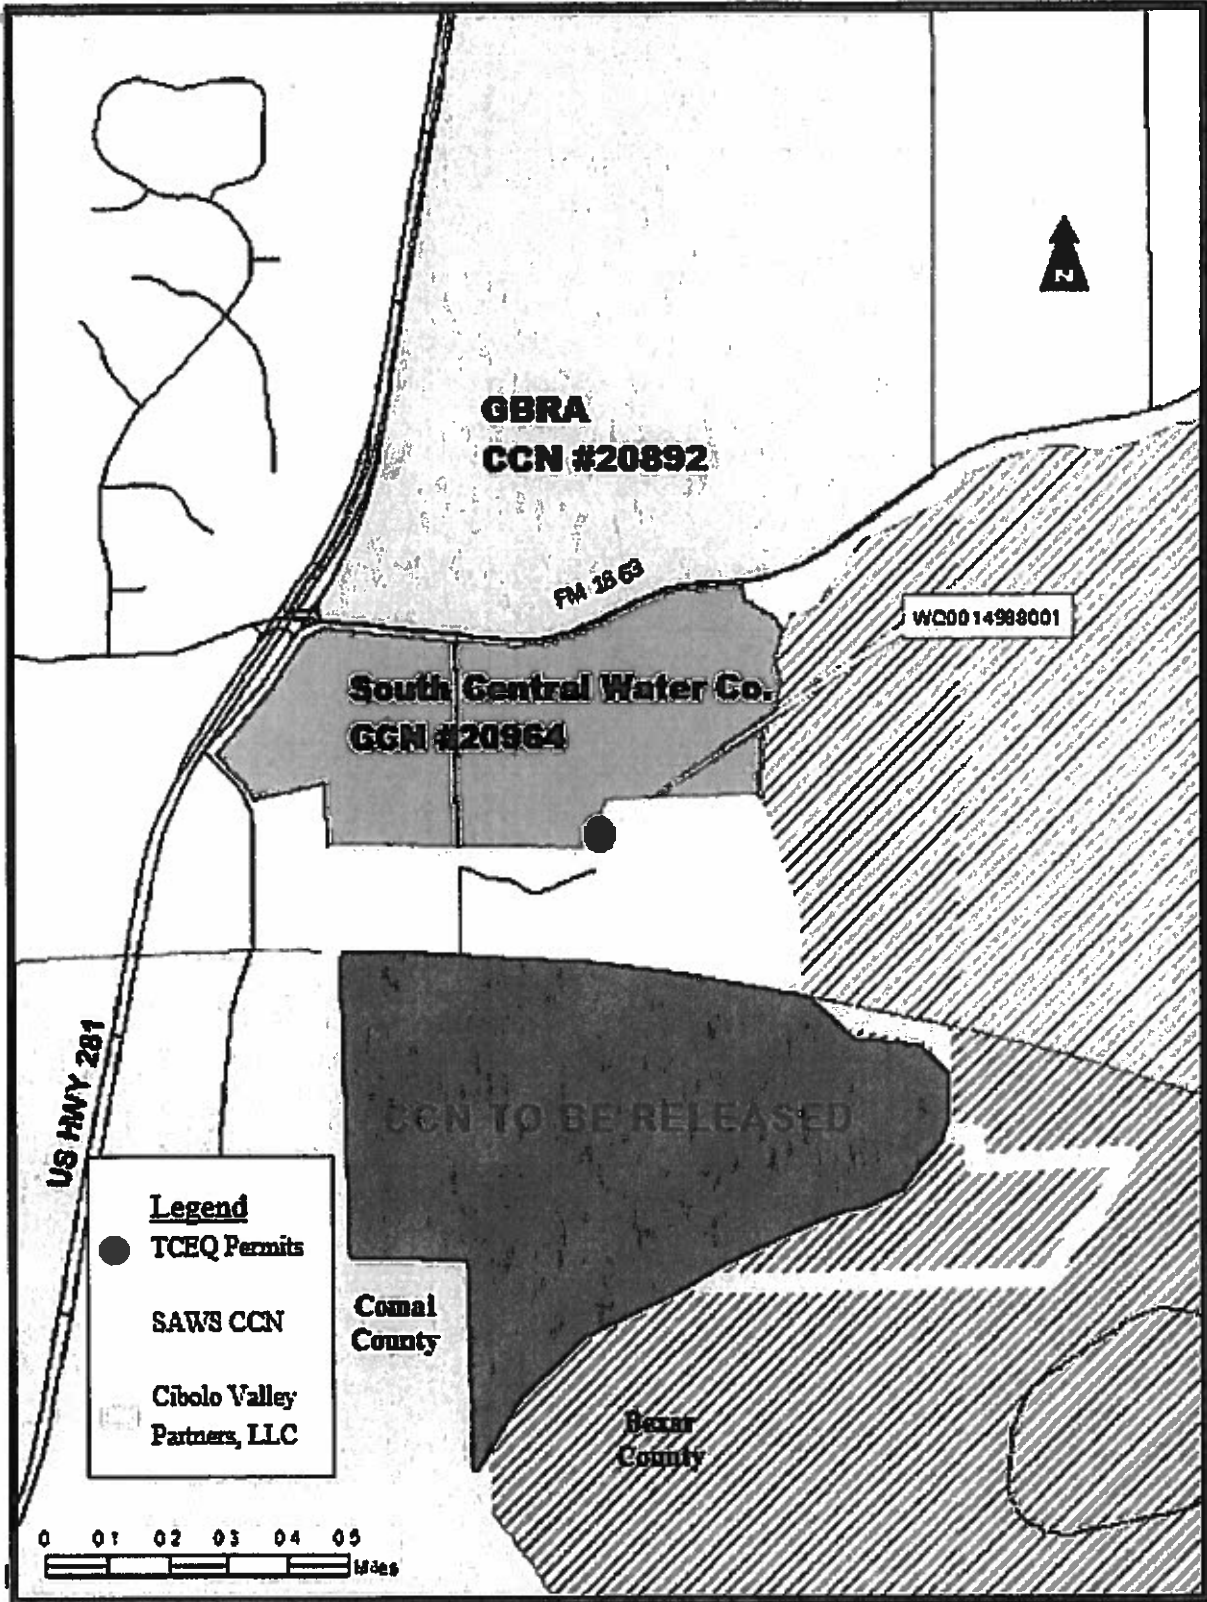 N
GBRA
CCN #20892
FM 1863
WQ0014988001
South Central Water Co.
CCN #20964
US HWY 281
CCN TO BE RELEASED
Legend
TCEQ Permits
SAWS CCN
Cibolo Valley
Partners, LLC
Comal
County
Bexar
County
0 0.1 0.2 0.3 0.4 0.5
Miles